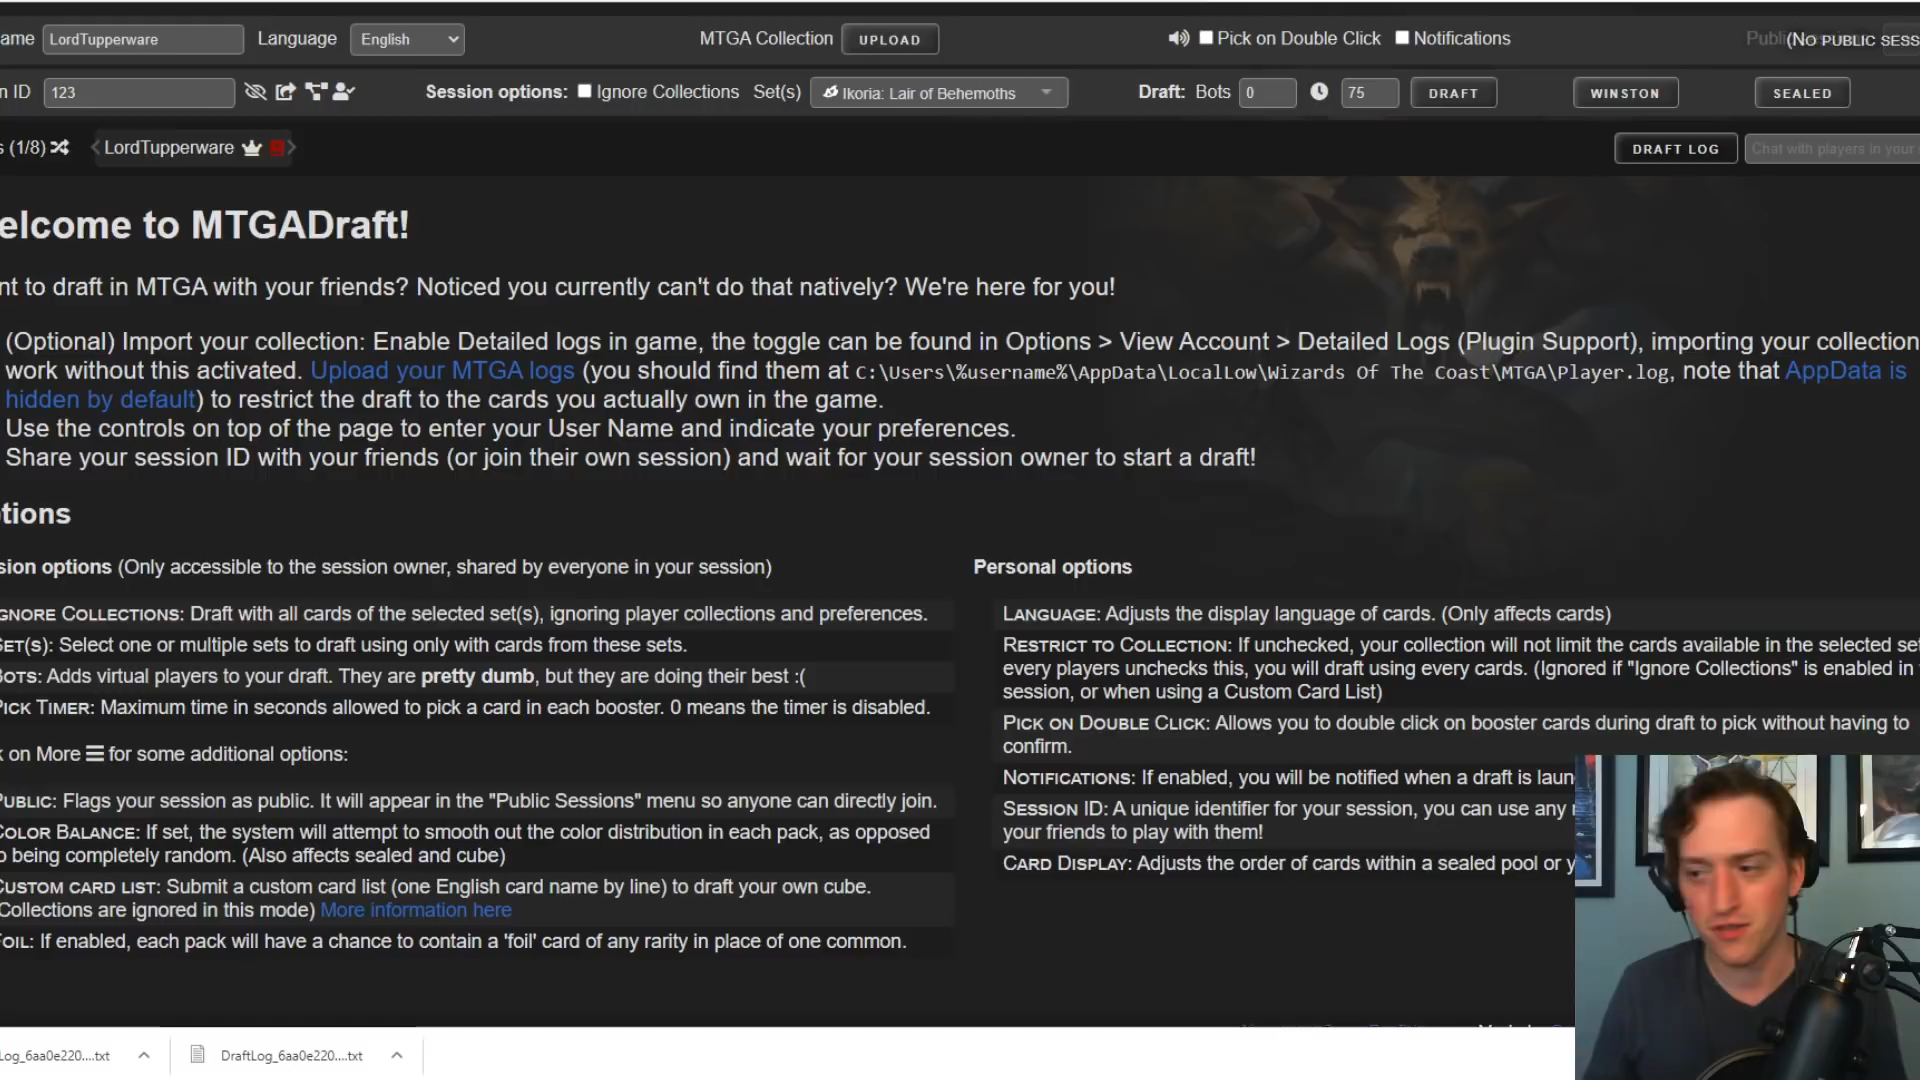 ame LordTupperware Language English MTGA Collection UPLOAD Pick on Double Click Notifications (NO PUBLIC SESS
n ID 123 Session options: Ignore Collections Set(s) Ikoria: Lair of Behemoths Draft: Bots 0 75 DRAFT WINSTON SEALED
s (1/8) LordTupperware DRAFT LOG Chat with players in your
elcome to MTGADraft!
nt to draft in MTGA with your friends? Noticed you currently can't do that natively? We're here for you!
(Optional) Import your collection: Enable Detailed logs in game, the toggle can be found in Options > View Account > Detailed Logs (Plugin Support), importing your collection
work without this activated. Upload your MTGA logs (you should find them at C:\Users\%username%\AppData\LocalLow\Wizards Of The Coast\MTGA\Player.log, note that AppData is
hidden by default) to restrict the draft to the cards you actually own in the game.
Use the controls on top of the page to enter your User Name and indicate your preferences.
Share your session ID with your friends (or join their own session) and wait for your session owner to start a draft!
tions
sion options (Only accessible to the session owner, shared by everyone in your session)
GNORE COLLECTIONS: Draft with all cards of the selected set(s), ignoring player collections and preferences.
SET(S): Select one or multiple sets to draft using only with cards from these sets.
BOTS: Adds virtual players to your draft. They are pretty dumb, but they are doing their best :(
PICK TIMER: Maximum time in seconds allowed to pick a card in each booster. 0 means the timer is disabled.
k on More for some additional options:
PUBLIC: Flags your session as public. It will appear in the "Public Sessions" menu so anyone can directly join.
COLOR BALANCE: If set, the system will attempt to smooth out the color distribution in each pack, as opposed
o being completely random. (Also affects sealed and cube)
CUSTOM CARD LIST: Submit a custom card list (one English card name by line) to draft your own cube.
Collections are ignored in this mode) More information here
FOIL: If enabled, each pack will have a chance to contain a 'foil' card of any rarity in place of one common.
Personal options
LANGUAGE: Adjusts the display language of cards. (Only affects cards)
RESTRICT TO COLLECTION: If unchecked, your collection will not limit the cards available in the selected set
every players unchecks this, you will draft using every cards. (Ignored if "Ignore Collections" is enabled in
session, or when using a Custom Card List)
PICK ON DOUBLE CLICK: Allows you to double click on booster cards during draft to pick without having to
confirm.
NOTIFICATIONS: If enabled, you will be notified when a draft is laun
SESSION ID: A unique identifier for your session, you can use any
your friends to play with them!
CARD DISPLAY: Adjusts the order of cards within a sealed pool or y
Log_6aa0e220....txt DraftLog_6aa0e220....txt